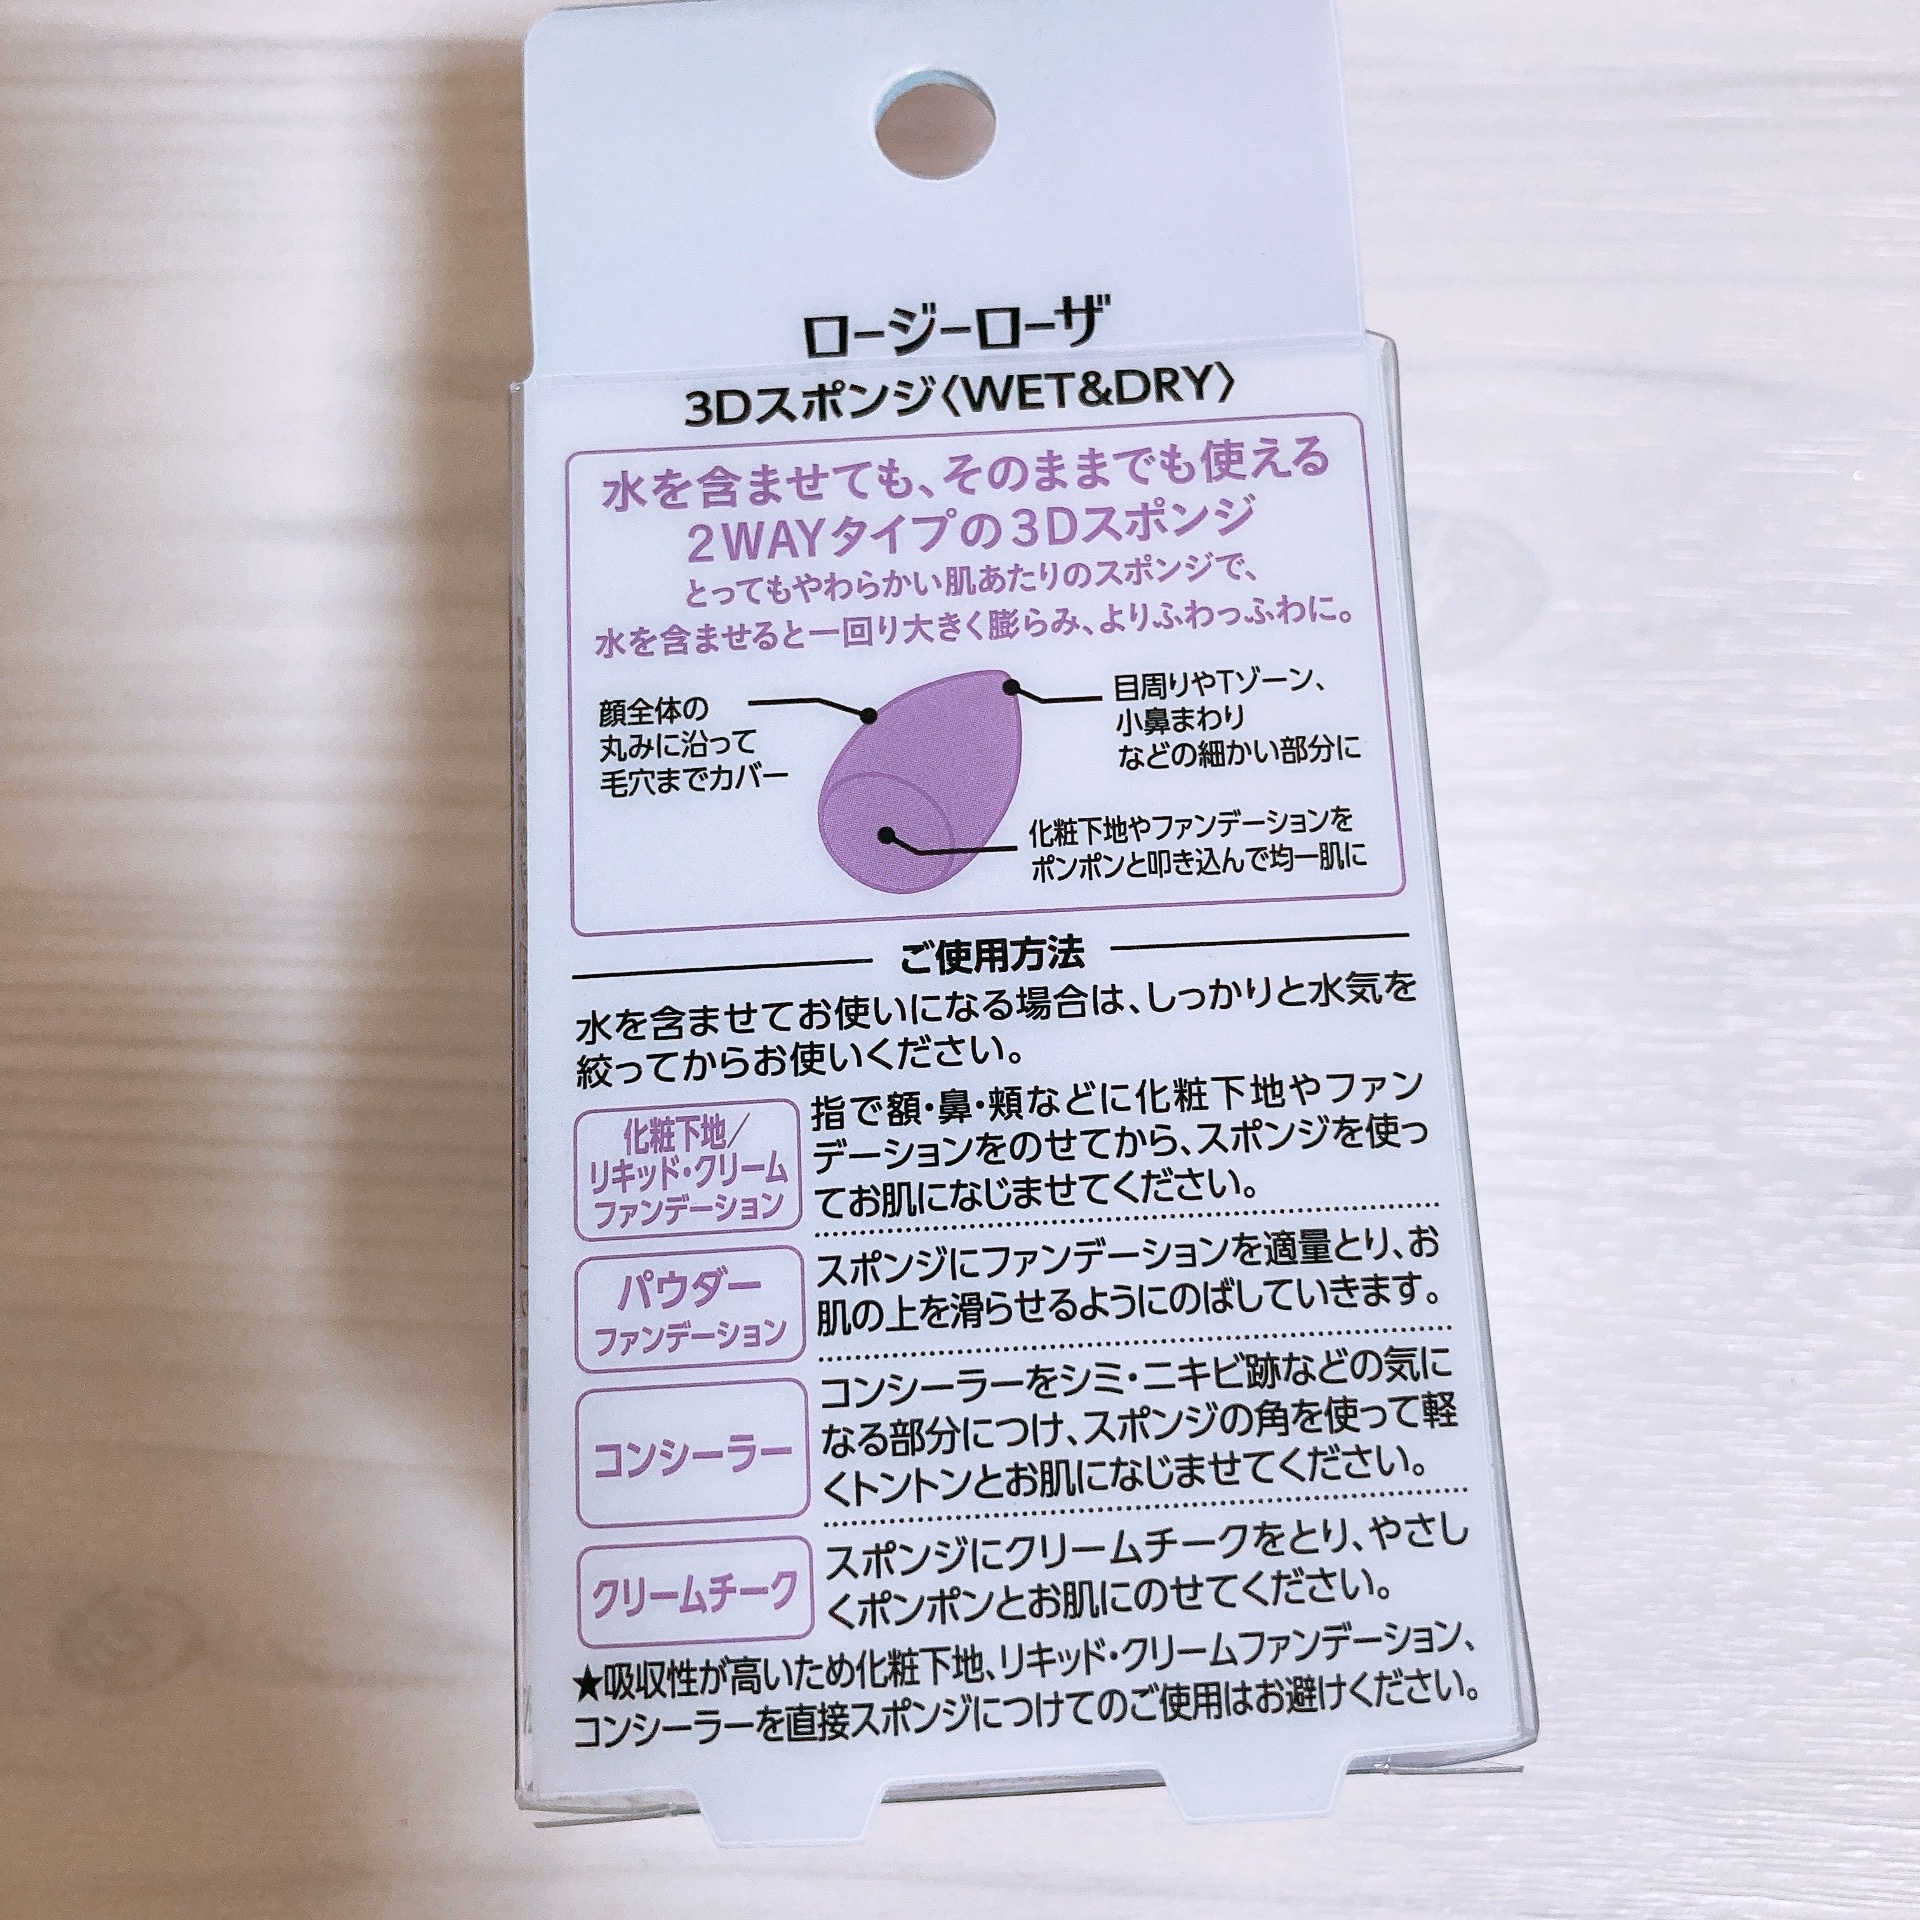 ロージーローザ
3Dスポンジ〈WET&DRY〉
水を含ませても、そのままでも使える
2WAYタイプの3Dスポンジ
とってもやわらかい肌あたりのスポンジで、
水を含ませると一回り大きく膨らみ、よりふわっふわに。
顔全体の
丸みに沿って
毛穴までカバー
目周りやTゾーン、
小鼻まわり
などの細かい部分に
化粧下地やファンデーションを
ポンポンと叩き込んで均一肌に
ご使用方法
水を含ませてお使いになる場合は、しっかりと水気を
絞ってからお使いください。
化粧下地/
リキッド・クリーム
ファンデーション
指で額・鼻・頬などに化粧下地やファン
デーションをのせてから、スポンジを使っ
てお肌になじませてください。
パウダー
ファンデーション
スポンジにファンデーションを適量とり、お
肌の上を滑らせるようにのばしていきます。
コンシーラー
コンシーラーをシミ・ニキビ跡などの気に
なる部分につけ、スポンジの角を使って軽
くトントンとお肌になじませてください。
クリームチーク
スポンジにクリームチークをとり、やさし
くポンポンとお肌にのせてください。
★吸収性が高いため化粧下地、リキッド・クリームファンデーション、
コンシーラーを直接スポンジにつけてのご使用はお避けください。